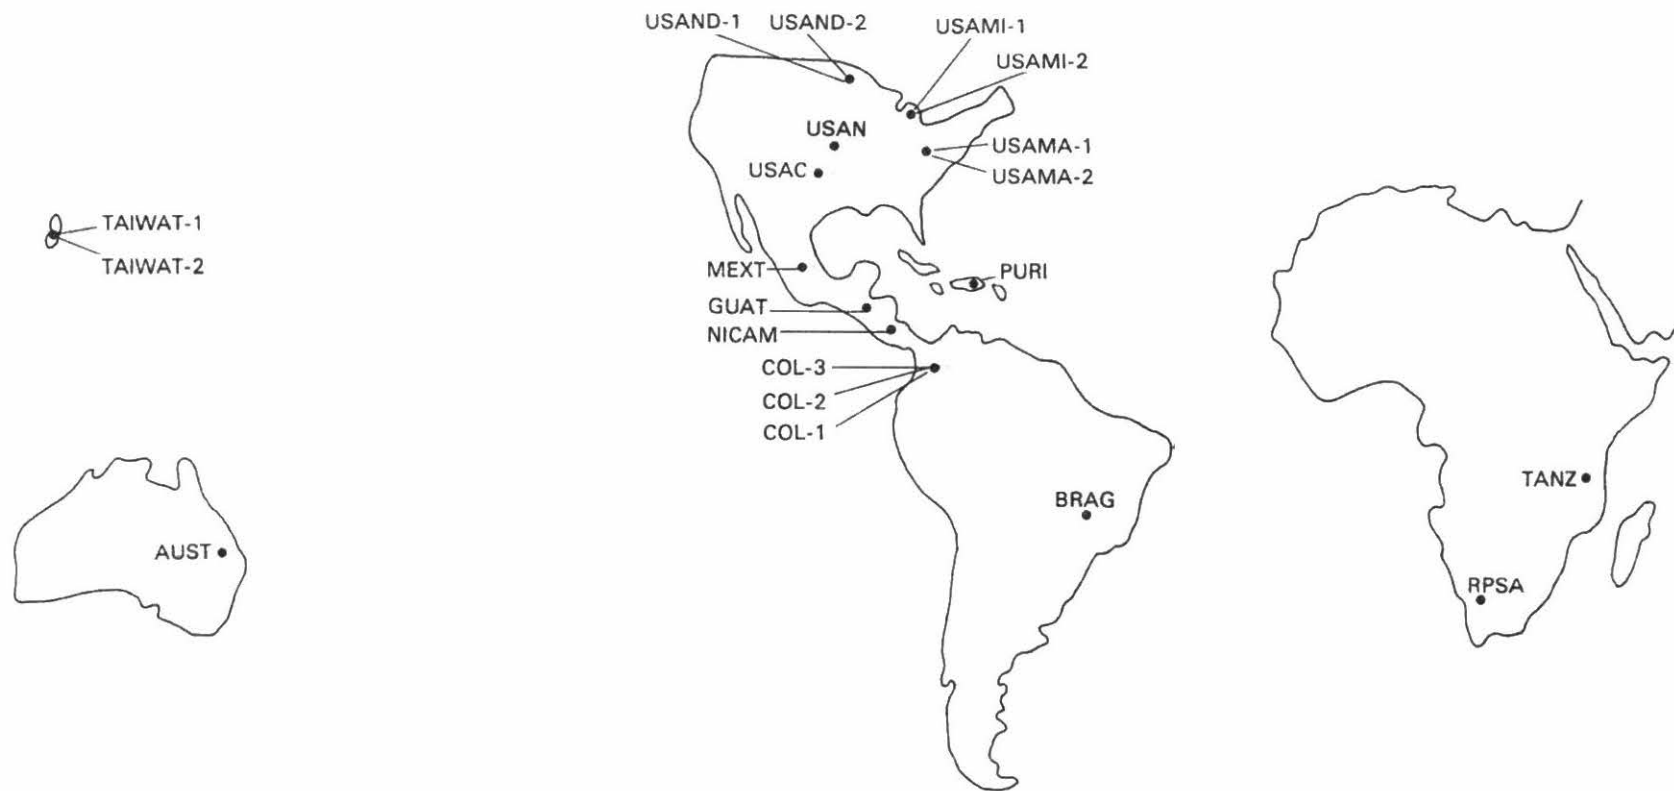 USAND-1 USAND-2 USAMI-1
USAMI-2
USAN
USAMA-1
USAC
USAMA-2
TAIWAT-1
TAIWAT-2
MEXT
PURI
GUAT
NICAM
COL-3
COL-2
COL-1
TANZ
BRAG
AUST
RPSA